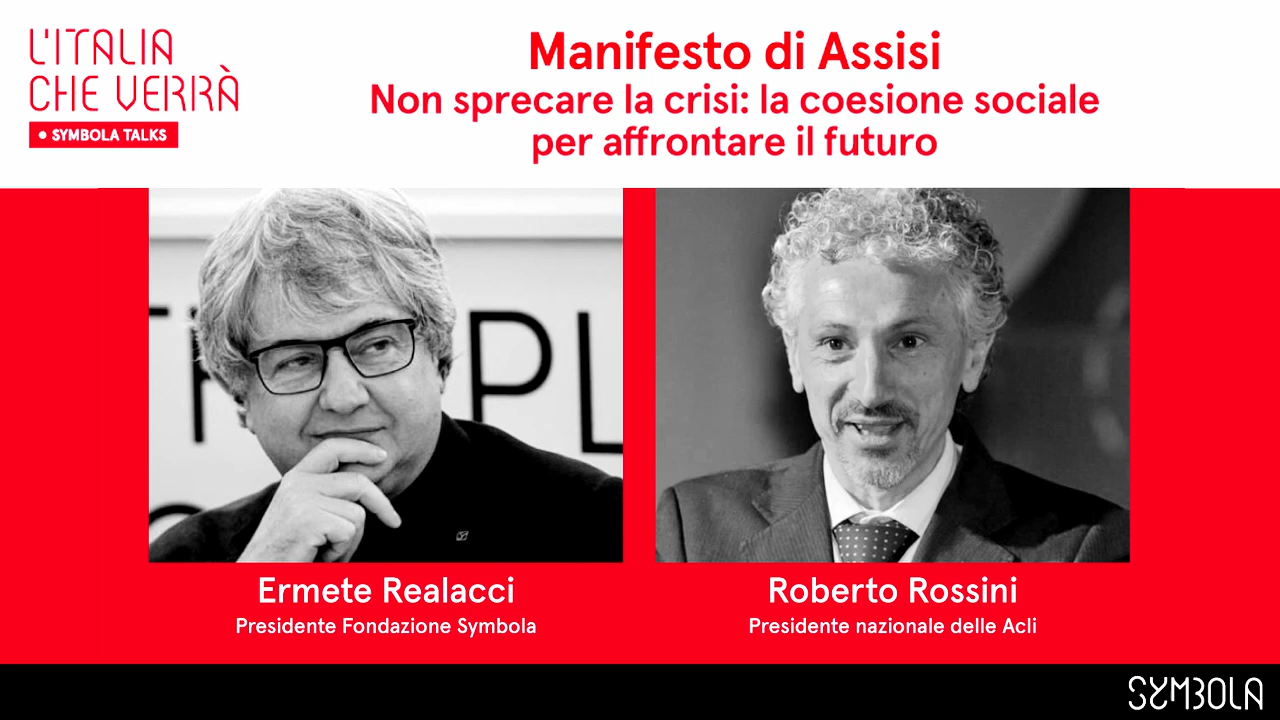 L'ITALIA
CHE VERRÀ
SYMBOLA TALKS
Manifesto di Assisi
Non sprecare la crisi: la coesione sociale
per affrontare il futuro
PL
Ermete Realacci
Presidente Fondazione Symbola
Roberto Rossini
Presidente nazionale delle Acli
SYMBOLA